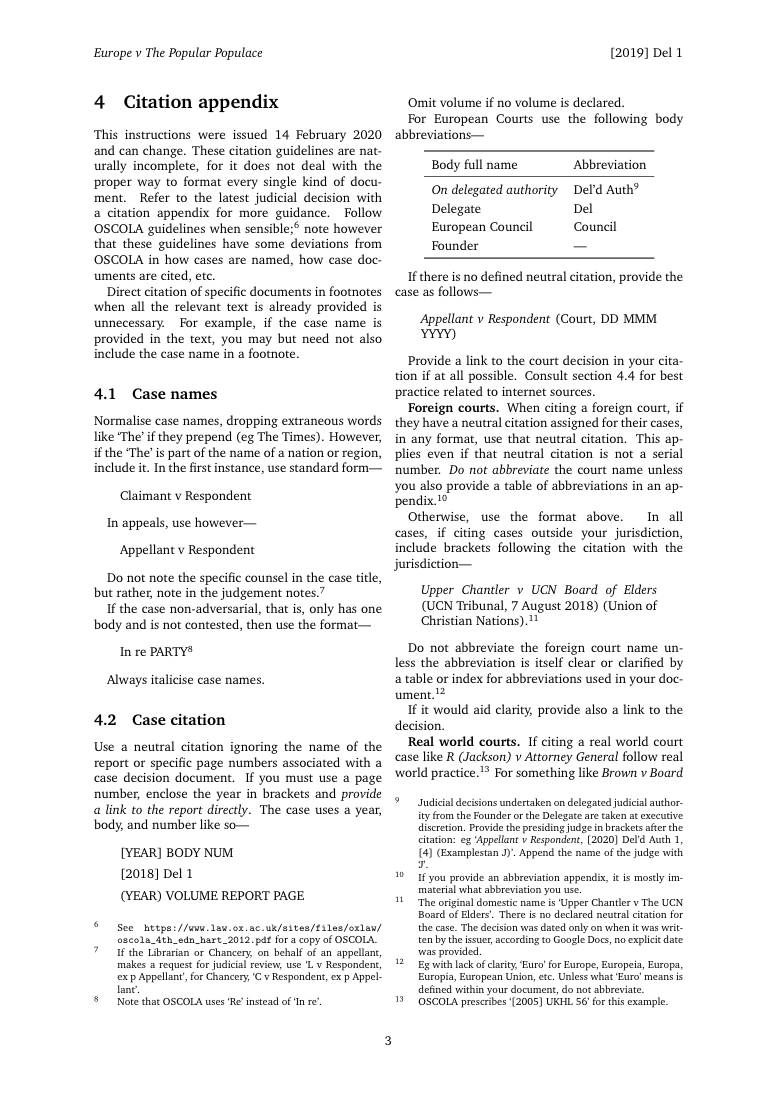 Europe v The Popular Populace
[2019] Del 1
4 Citation appendix
This instructions were issued 14 February 2020
and can change. These citation guidelines are nat-
urally incomplete, for it does not deal with the
proper way to format every single kind of docu-
ment. Refer to the latest judicial decision with
a citation appendix for more guidance. Follow
OSCOLA guidelines when sensible;⁶ note however
that these guidelines have some deviations from
OSCOLA in how cases are named, how case doc-
uments are cited, etc.
Direct citation of specific documents in footnotes
when all the relevant text is already provided is
unnecessary. For example, if the case name is
provided in the text, you may but need not also
include the case name in a footnote.
4.1 Case names
Normalise case names, dropping extraneous words
like ‘The’ if they prepend (eg The Times). However,
if the ‘The’ is part of the name of a nation or region,
include it. In the first instance, use standard form—
Claimant v Respondent
In appeals, use however—
Appellant v Respondent
Do not note the specific counsel in the case title,
but rather, note in the judgement notes.⁷
If the case non-adversarial, that is, only has one
body and is not contested, then use the format—
In re PARTY⁸
Always italicise case names.
4.2 Case citation
Use a neutral citation ignoring the name of the
report or specific page numbers associated with a
case decision document. If you must use a page
number, enclose the year in brackets and provide
a link to the report directly. The case uses a year,
body, and number like so—
[YEAR] BODY NUM
[2018] Del 1
(YEAR) VOLUME REPORT PAGE
⁶ See https://www.law.ox.ac.uk/sites/files/oxlaw/
oscola_4th_edn_hart_2012.pdf for a copy of OSCOLA.
⁷ If the Librarian or Chancery, on behalf of an appellant,
makes a request for judicial review, use ‘L v Respondent,
ex p Appellant’, for Chancery, ‘C v Respondent, ex p Appel-
lant’.
⁸ Note that OSCOLA uses ‘Re’ instead of ‘In re’.
Omit volume if no volume is declared.
For European Courts use the following body
abbreviations—
Body full name Abbreviation
On delegated authority Del’d Auth⁹
Delegate Del
European Council Council
Founder —
If there is no defined neutral citation, provide the
case as follows—
Appellant v Respondent (Court, DD MMM
YYYY)
Provide a link to the court decision in your cita-
tion if at all possible. Consult section 4.4 for best
practice related to internet sources.
Foreign courts. When citing a foreign court, if
they have a neutral citation assigned for their cases,
in any format, use that neutral citation. This ap-
plies even if that neutral citation is not a serial
number. Do not abbreviate the court name unless
you also provide a table of abbreviations in an ap-
pendix.¹⁰
Otherwise, use the format above. In all
cases, if citing cases outside your jurisdiction,
include brackets following the citation with the
jurisdiction—
Upper Chantler v UCN Board of Elders
(UCN Tribunal, 7 August 2018) (Union of
Christian Nations).¹¹
Do not abbreviate the foreign court name un-
less the abbreviation is itself clear or clarified by
a table or index for abbreviations used in your doc-
ument.¹²
If it would aid clarity, provide also a link to the
decision.
Real world courts. If citing a real world court
case like R (Jackson) v Attorney General follow real
world practice.¹³ For something like Brown v Board
⁹ Judicial decisions undertaken on delegated judicial author-
ity from the Founder or the Delegate are taken at executive
discretion. Provide the presiding judge in brackets after the
citation: eg ‘Appellant v Respondent, [2020] Del’d Auth 1,
[4] (Examplestan J)’. Append the name of the judge with
‘J’.
¹⁰ If you provide an abbreviation appendix, it is mostly im-
material what abbreviation you use.
¹¹ The original domestic name is ‘Upper Chantler v The UCN
Board of Elders’. There is no declared neutral citation for
the case. The decision was dated only on when it was writ-
ten by the issuer, according to Google Docs, no explicit date
was provided.
¹² Eg with lack of clarity, ‘Euro’ for Europe, Europeia, Europa,
Europia, European Union, etc. Unless what ‘Euro’ means is
defined within your document, do not abbreviate.
¹³ OSCOLA prescribes ‘[2005] UKHL 56’ for this example.
3